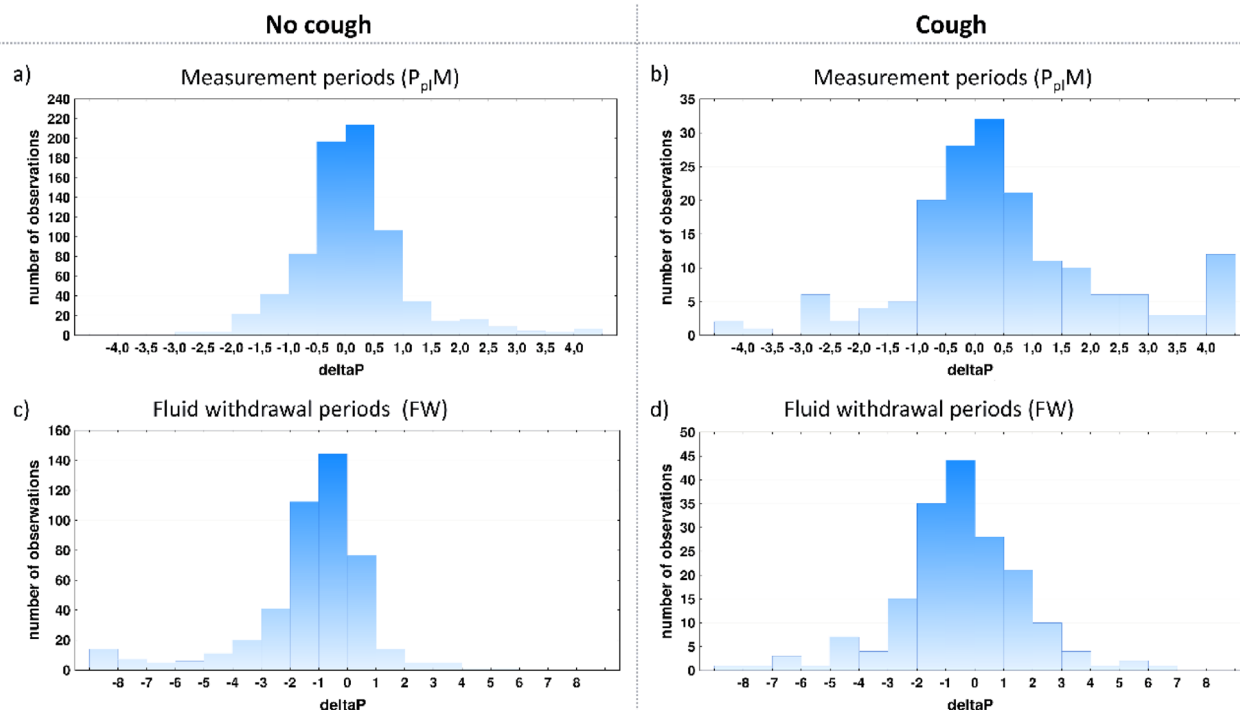 No cough
Cough
a)
Measurement periods (PplM)
240
220
200
180
160
140
120
100
80
60
40
20
0
number of observations
-4,0 -3,5 -3,0 -2,5 -2,0 -1,5 -1,0 -0,5 0,0 0,5 1,0 1,5 2,0 2,5 3,0 3,5 4,0
deltaP
b)
Measurement periods (PplM)
35
30
25
20
15
10
5
0
number of observations
-4,0 -3,5 -3,0 -2,5 -2,0 -1,5 -1,0 -0,5 0,0 0,5 1,0 1,5 2,0 2,5 3,0 3,5 4,0
deltaP
c)
Fluid withdrawal periods (FW)
160
140
120
100
80
60
40
20
0
number of obserwations
-8 -7 -6 -5 -4 -3 -2 -1 0 1 2 3 4 5 6 7 8
deltaP
d)
Fluid withdrawal periods (FW)
50
45
40
35
30
25
20
15
10
5
0
number of observations
-8 -7 -6 -5 -4 -3 -2 -1 0 1 2 3 4 5 6 7 8
deltaP